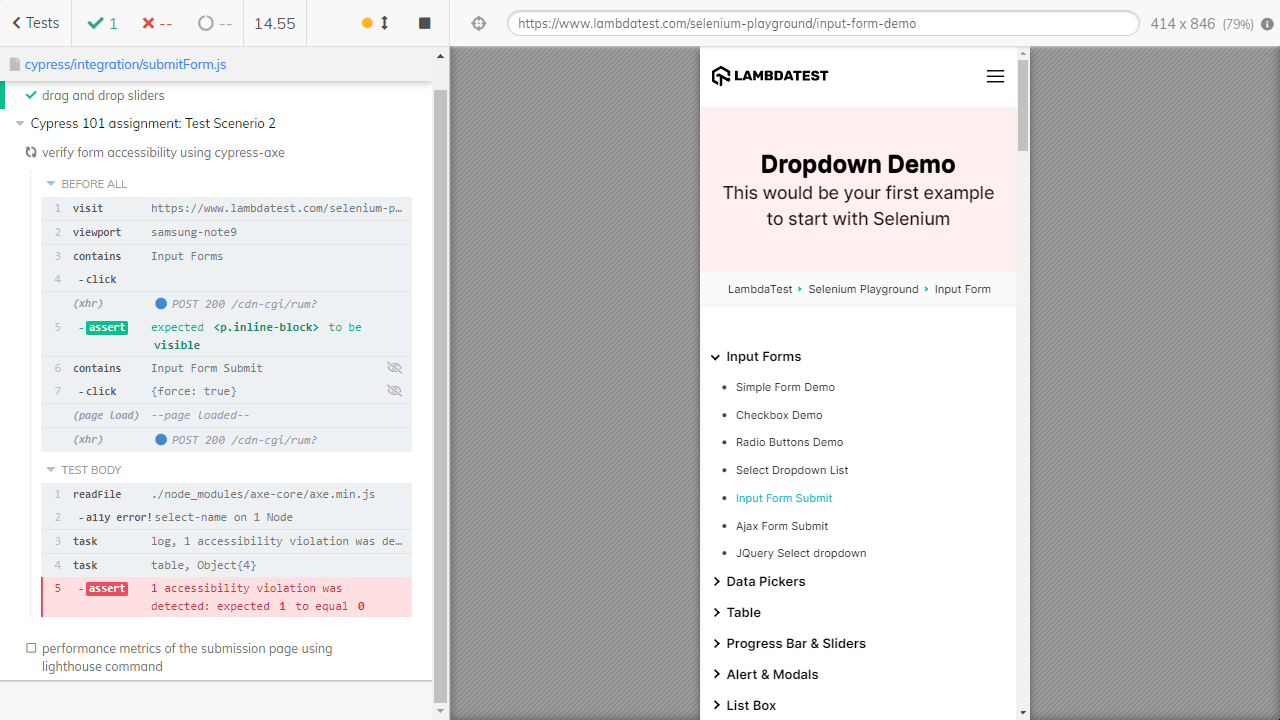 Tests
1
--
--
14.55
https://www.lambdatest.com/selenium-playground/input-form-demo
414 x 846 (79%)
cypress/integration/submitForm.js
drag and drop sliders
Cypress 101 assignment: Test Scenerio 2
verify form accessibility using cypress-axe
BEFORE ALL
1 visit https://www.lambdatest.com/selenium-p…
2 viewport samsung-note9
3 contains Input Forms
4 -click
(xhr) POST 200 /cdn-cgi/rum?
5 -assert expected <p.inline-block> to be
visible
6 contains Input Form Submit
7 -click {force: true}
(page load) --page loaded--
(xhr) POST 200 /cdn-cgi/rum?
TEST BODY
1 readFile ./node_modules/axe-core/axe.min.js
2 -a11y error! select-name on 1 Node
3 task log, 1 accessibility violation was de…
4 task table, Object{4}
5 -assert 1 accessibility violation was
detected: expected 1 to equal 0
performance metrics of the submission page using
lighthouse command
LAMBDATEST
Dropdown Demo
This would be your first example
to start with Selenium
LambdaTest Selenium Playground Input Form
Input Forms
Simple Form Demo
Checkbox Demo
Radio Buttons Demo
Select Dropdown List
Input Form Submit
Ajax Form Submit
JQuery Select dropdown
Data Pickers
Table
Progress Bar & Sliders
Alert & Modals
List Box